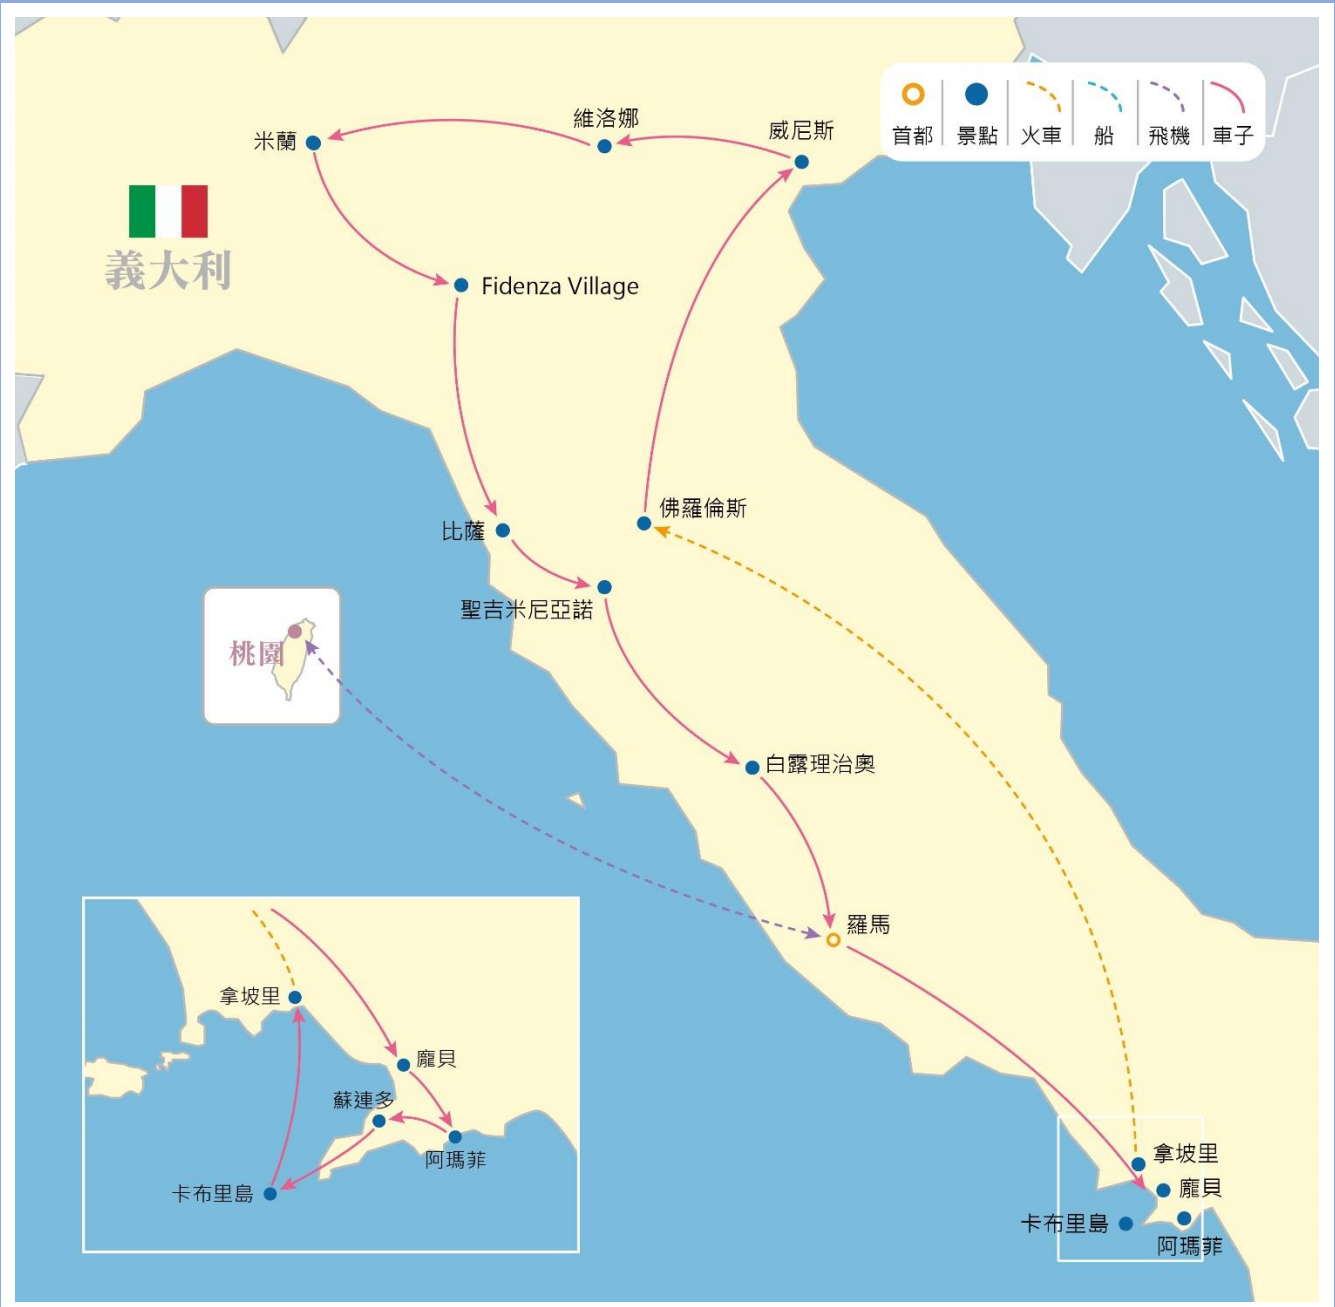 首都
景點
火車
船
飛機
車子
米蘭
維洛娜
威尼斯
義大利
Fidenza Village
比薩
佛羅倫斯
聖吉米尼亞諾
桃園
白露理治奧
羅馬
拿坡里
龐貝
蘇連多
阿瑪菲
卡布里島
拿坡里
龐貝
卡布里島
阿瑪菲